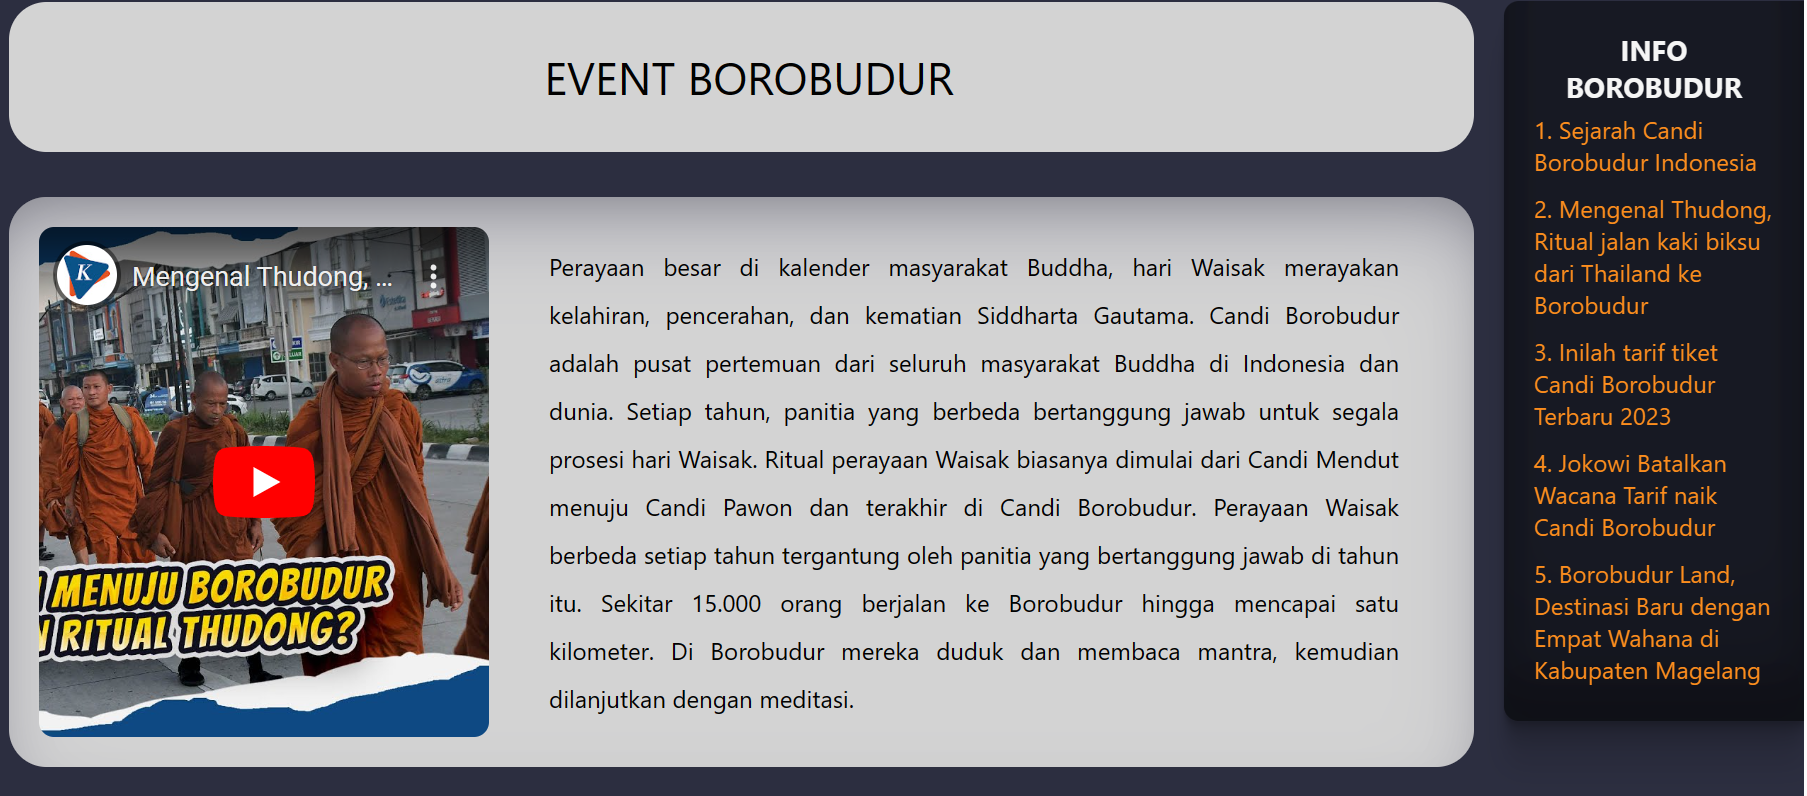 EVENT BOROBUDUR
K
Mengenal Thudong, ...
MENUJU BOROBUDUR
RITUAL THUDONG?
Perayaan besar di kalender masyarakat Buddha, hari Waisak merayakan
kelahiran, pencerahan, dan kematian Siddharta Gautama. Candi Borobudur
adalah pusat pertemuan dari seluruh masyarakat Buddha di Indonesia dan
dunia. Setiap tahun, panitia yang berbeda bertanggung jawab untuk segala
prosesi hari Waisak. Ritual perayaan Waisak biasanya dimulai dari Candi Mendut
menuju Candi Pawon dan terakhir di Candi Borobudur. Perayaan Waisak
berbeda setiap tahun tergantung oleh panitia yang bertanggung jawab di tahun
itu. Sekitar 15.000 orang berjalan ke Borobudur hingga mencapai satu
kilometer. Di Borobudur mereka duduk dan membaca mantra, kemudian
dilanjutkan dengan meditasi.
INFO
BOROBUDUR
1. Sejarah Candi
Borobudur Indonesia
2. Mengenal Thudong,
Ritual jalan kaki biksu
dari Thailand ke
Borobudur
3. Inilah tarif tiket
Candi Borobudur
Terbaru 2023
4. Jokowi Batalkan
Wacana Tarif naik
Candi Borobudur
5. Borobudur Land,
Destinasi Baru dengan
Empat Wahana di
Kabupaten Magelang